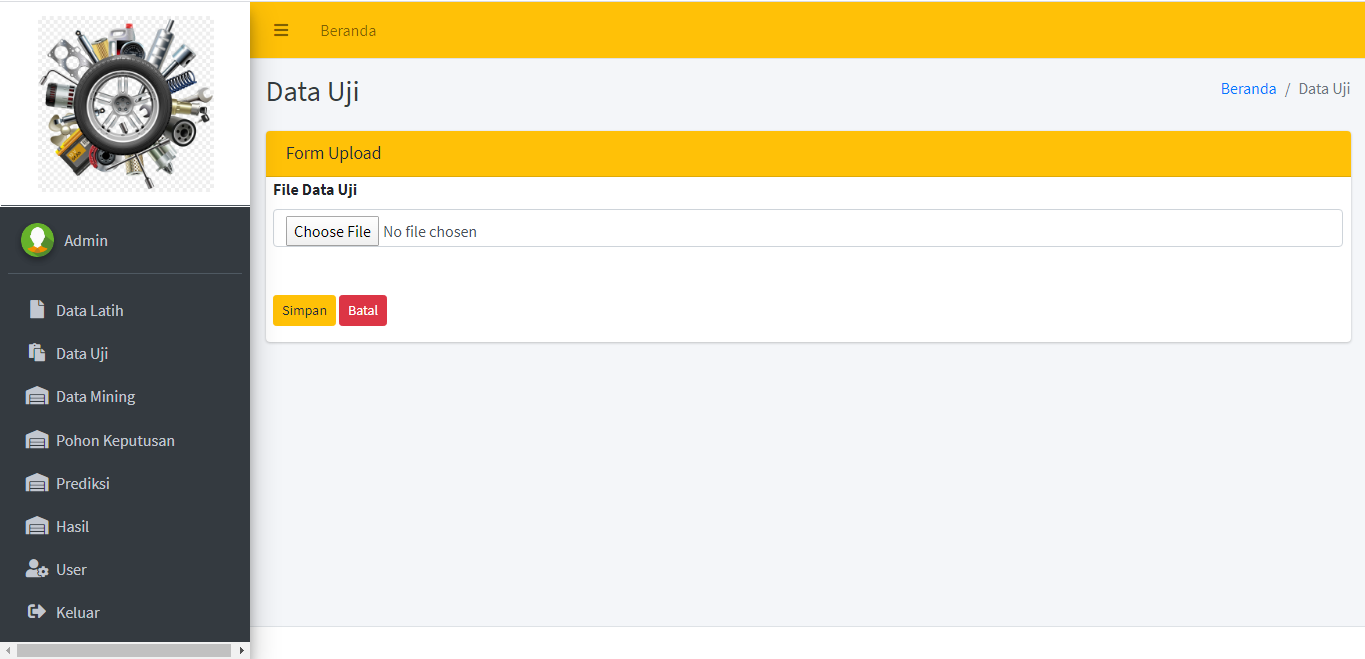 Beranda
Data Uji
Beranda / Data Uji
Form Upload
File Data Uji
Choose File No file chosen
Simpan Batal
Admin
Data Latih
Data Uji
Data Mining
Pohon Keputusan
Prediksi
Hasil
User
Keluar